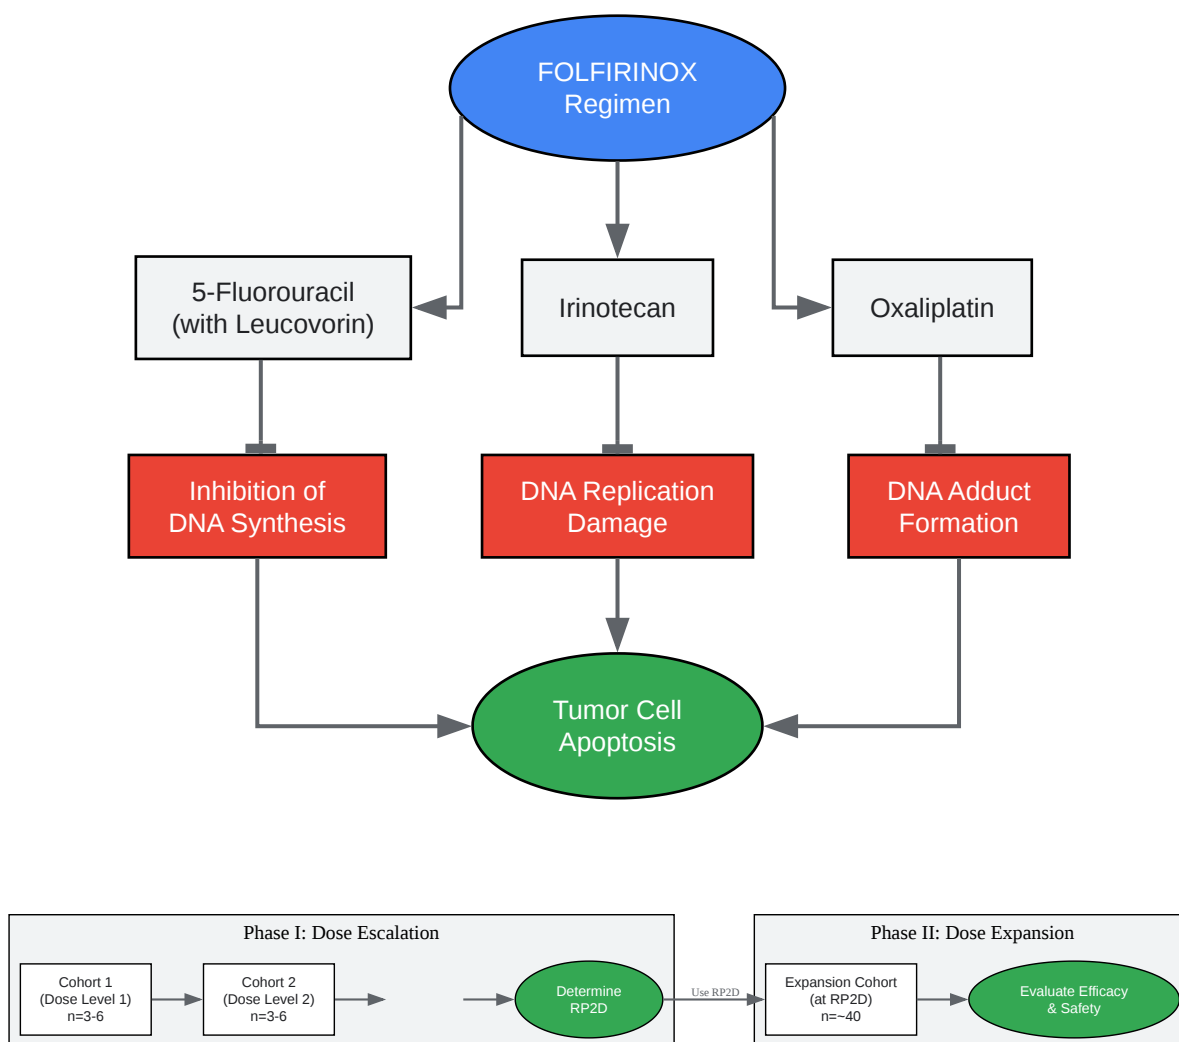 FOLFIRINOX
Regimen
5-Fluorouracil
(with Leucovorin)
Irinotecan
Oxaliplatin
Inhibition of
DNA Synthesis
DNA Replication
Damage
DNA Adduct
Formation
Tumor Cell
Apoptosis
Phase I: Dose Escalation
Cohort 1
(Dose Level 1)
n=3-6
Cohort 2
(Dose Level 2)
n=3-6
Determine
RP2D
Use RP2D
Phase II: Dose Expansion
Expansion Cohort
(at RP2D)
n=~40
Evaluate Efficacy
& Safety